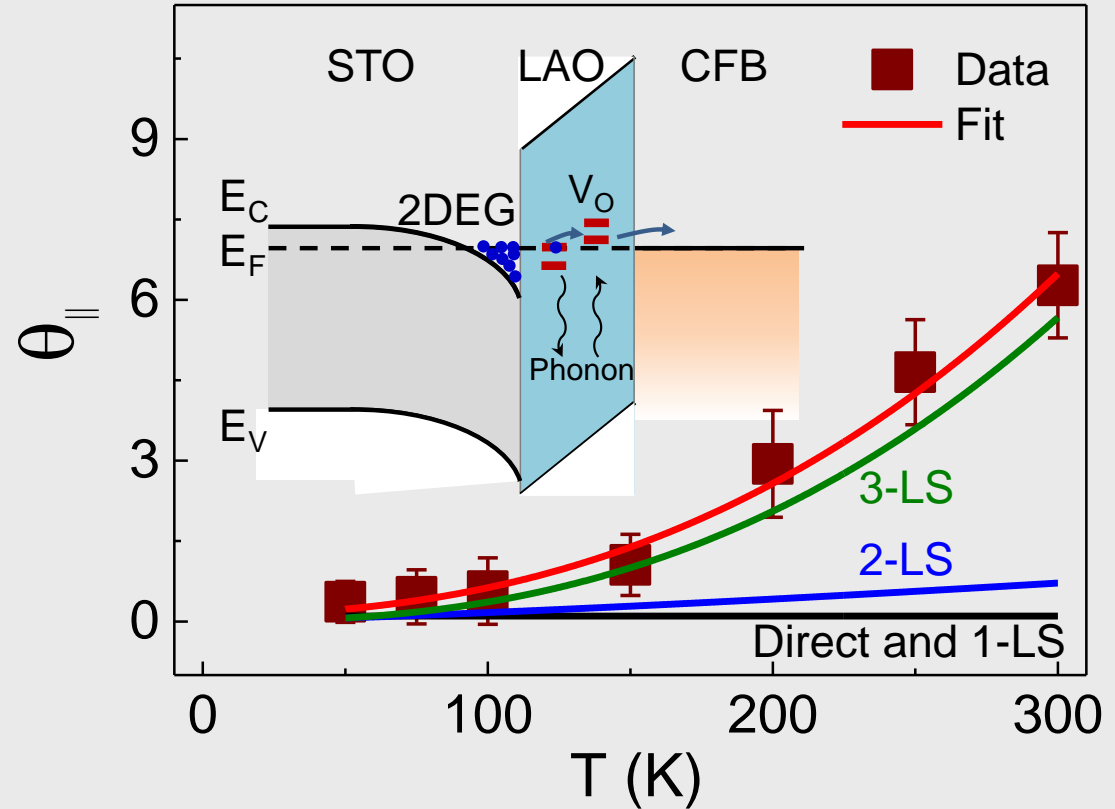 STO LAO CFB
Data
Fit
9
6
3
0
θ∥
E_C
E_F
E_V
2DEG
V_O
Phonon
3-LS
2-LS
Direct and 1-LS
0 100 200 300
T (K)